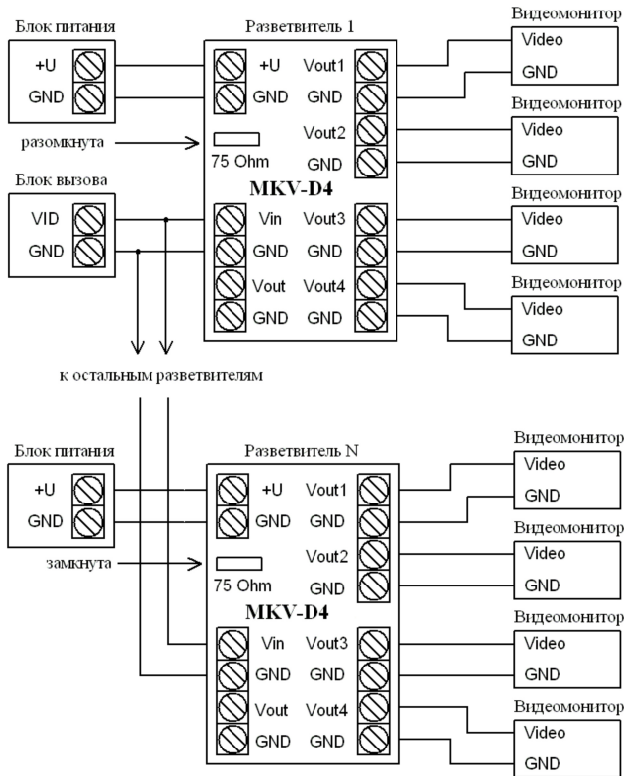 Блок питания
+U
GND
разомкнута
Блок вызова
VID
GND
Разветвитель 1
+U Vout1
GND GND
Vout2
75 Ohm GND
MKV-D4
Vin Vout3
GND GND
Vout Vout4
GND GND
Видеомонитор
Video
GND
Видеомонитор
Video
GND
Видеомонитор
Video
GND
Видеомонитор
Video
GND
к остальным разветвителям
Блок питания
+U
GND
замкнута
Разветвитель N
+U Vout1
GND GND
Vout2
75 Ohm GND
MKV-D4
Vin Vout3
GND GND
Vout Vout4
GND GND
Видеомонитор
Video
GND
Видеомонитор
Video
GND
Видеомонитор
Video
GND
Видеомонитор
Video
GND